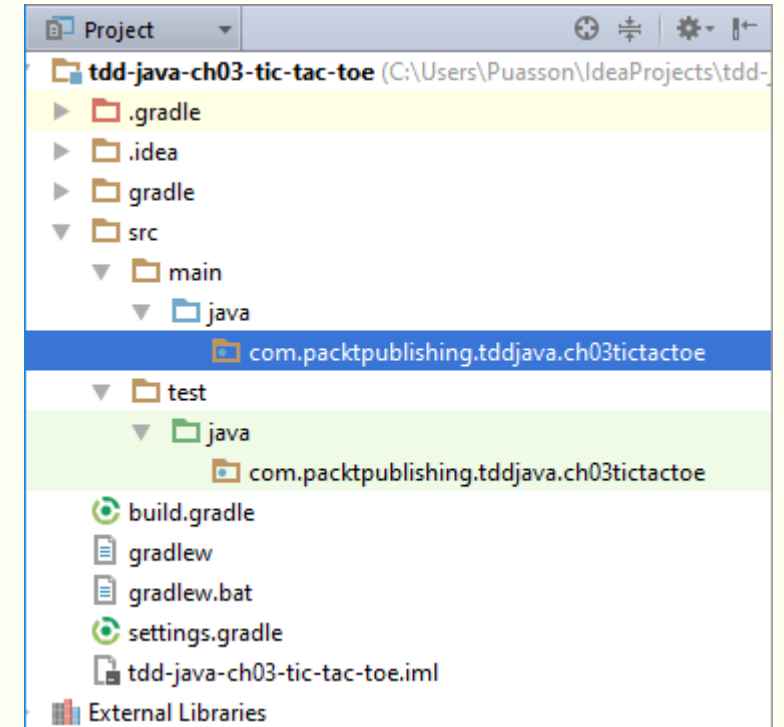 Project
tdd-java-ch03-tic-tac-toe (C:\Users\Puasson\IdeaProjects\tdd-j
.gradle
.idea
gradle
src
main
java
com.packtpublishing.tddjava.ch03tictactoe
test
java
com.packtpublishing.tddjava.ch03tictactoe
build.gradle
gradlew
gradlew.bat
settings.gradle
tdd-java-ch03-tic-tac-toe.iml
External Libraries